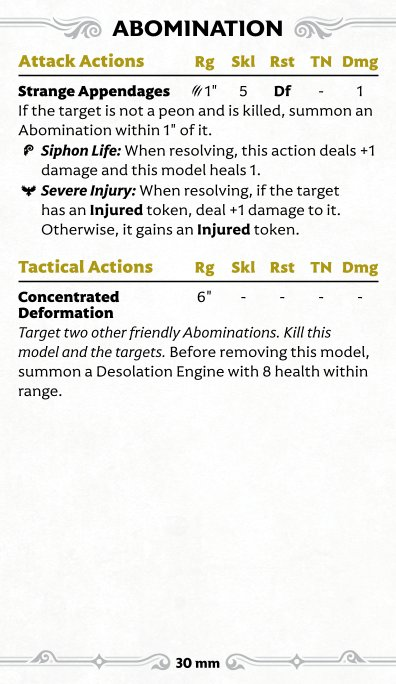 ABOMINATION
Attack Actions Rg Skl Rst TN Dmg
Strange Appendages 1" 5 Df - 1
If the target is not a peon and is killed, summon an
Abomination within 1" of it.
Siphon Life: When resolving, this action deals +1
damage and this model heals 1.
Severe Injury: When resolving, if the target
has an Injured token, deal +1 damage to it.
Otherwise, it gains an Injured token.
Tactical Actions Rg Skl Rst TN Dmg
Concentrated 6" - - - -
Deformation
Target two other friendly Abominations. Kill this
model and the targets. Before removing this model,
summon a Desolation Engine with 8 health within
range.
30 mm